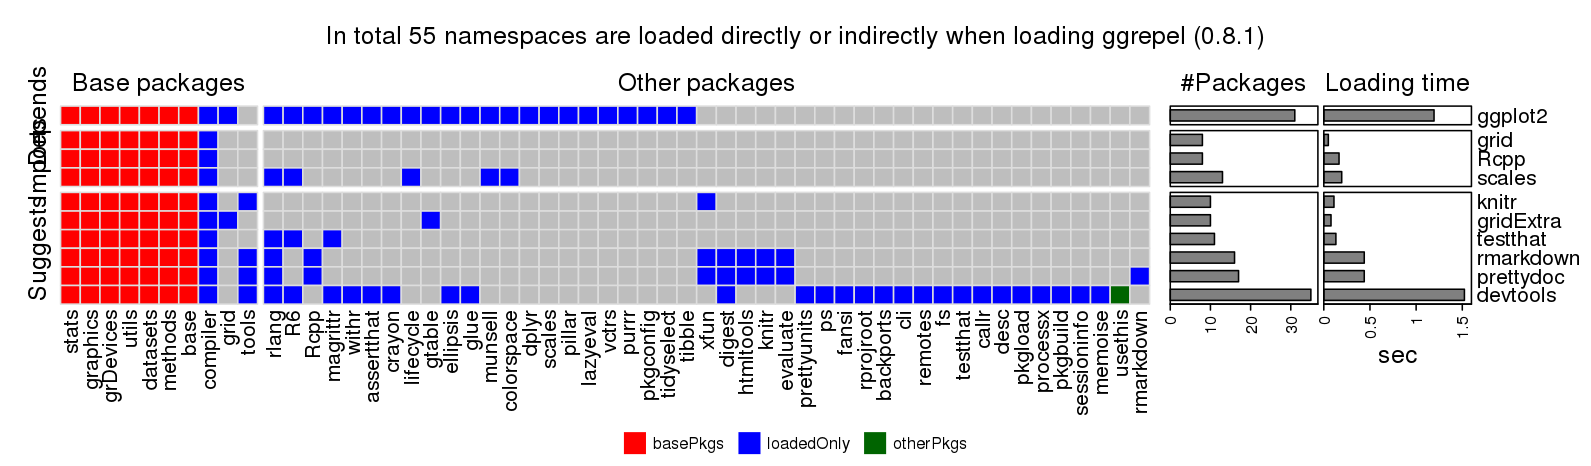 In total 55 namespaces are loaded directly or indirectly when loading ggrepel (0.8.1)
Base packages
Other packages
#Packages
Loading time
Depends
Imports
Suggests
ggplot2
grid
Rcpp
scales
knitr
gridExtra
testthat
rmarkdown
prettydoc
devtools
stats
graphics
grDevices
utils
datasets
methods
base
compiler
grid
tools
rlang
R6
Rcpp
magrittr
withr
assertthat
crayon
lifecycle
gtable
ellipsis
glue
munsell
colorspace
dplyr
scales
pillar
lazyeval
vctrs
purrr
pkgconfig
tidyselect
tibble
xfun
digest
htmltools
knitr
evaluate
prettyunits
ps
fansi
rprojroot
backports
cli
remotes
fs
testthat
callr
desc
pkgload
processx
pkgbuild
sessioninfo
memoise
usethis
rmarkdown
0 10 20 30
0 0.5 1 1.5
sec
basePkgs loadedOnly otherPkgs